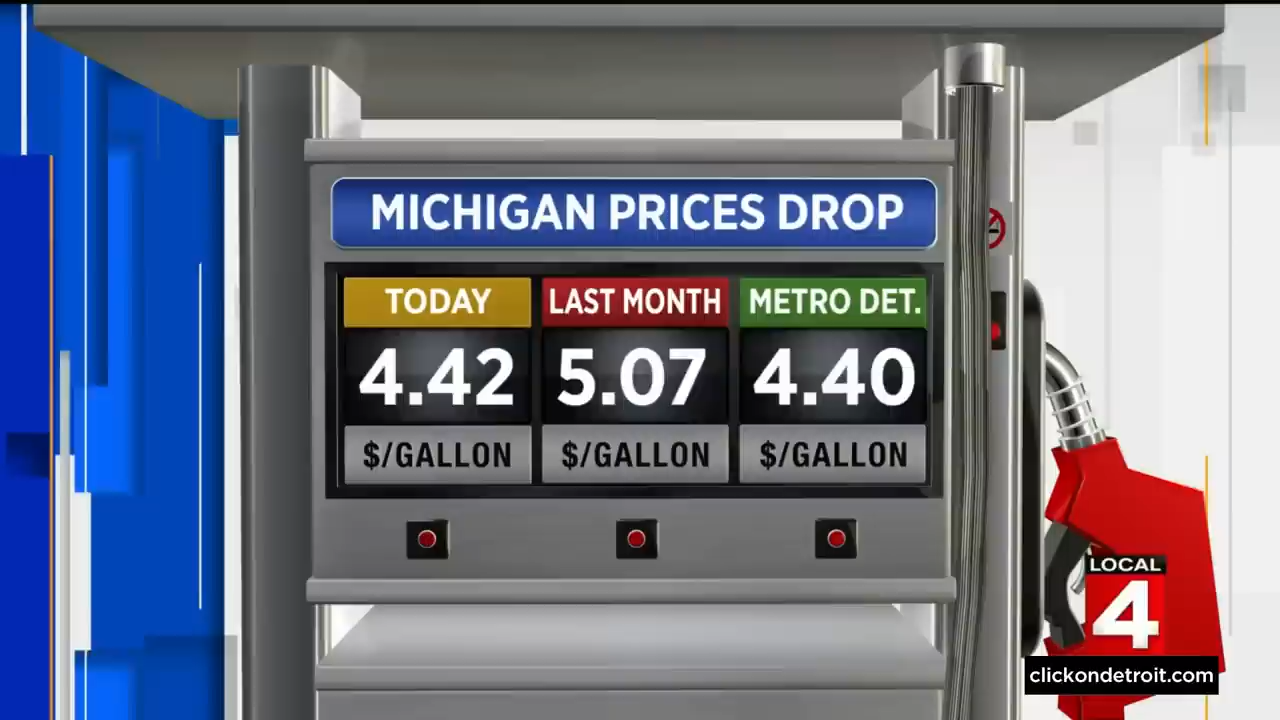 MICHIGAN PRICES DROP
TODAY
LAST MONTH
METRO DET.
4.42
5.07
4.40
$/GALLON
$/GALLON
$/GALLON
LOCAL
4
clickondetroit.com